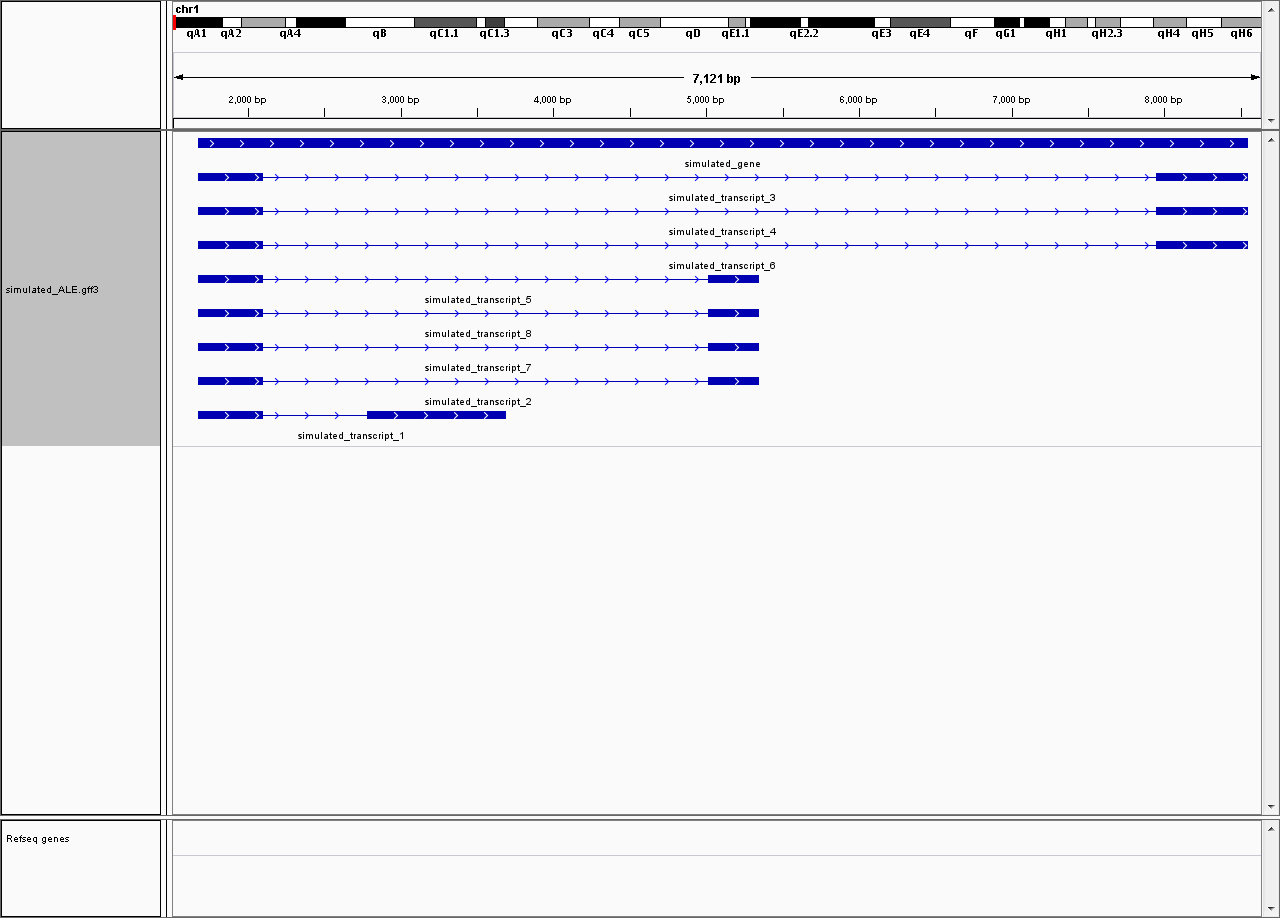 chr1
qA1 qA2 qA4 qB qC1.1 qC1.3 qC3 qC4 qC5 qD qE1.1 qE2.2 qE3 qE4 qF qG1 qH1 qH2.3 qH4 qH5 qH6
7,121 bp
2,000 bp 3,000 bp 4,000 bp 5,000 bp 6,000 bp 7,000 bp 8,000 bp
simulated_gene
simulated_transcript_3
simulated_transcript_4
simulated_transcript_6
simulated_ALE.gff3
simulated_transcript_5
simulated_transcript_8
simulated_transcript_7
simulated_transcript_2
simulated_transcript_1
Refseq genes